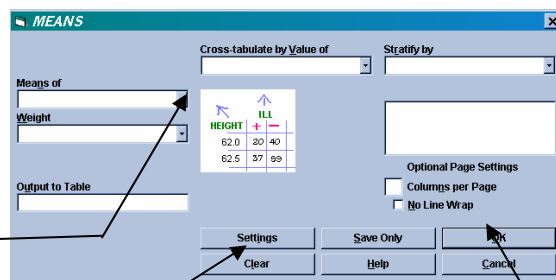 MEANS
Cross-tabulate by Value of
Stratify by
Means of
Weight
Output to Table
ILL
HEIGHT + −
62.0 20 40
62.5 37 99
Optional Page Settings
Columns per Page
No Line Wrap
Settings Save Only OK
Clear Help Cancel